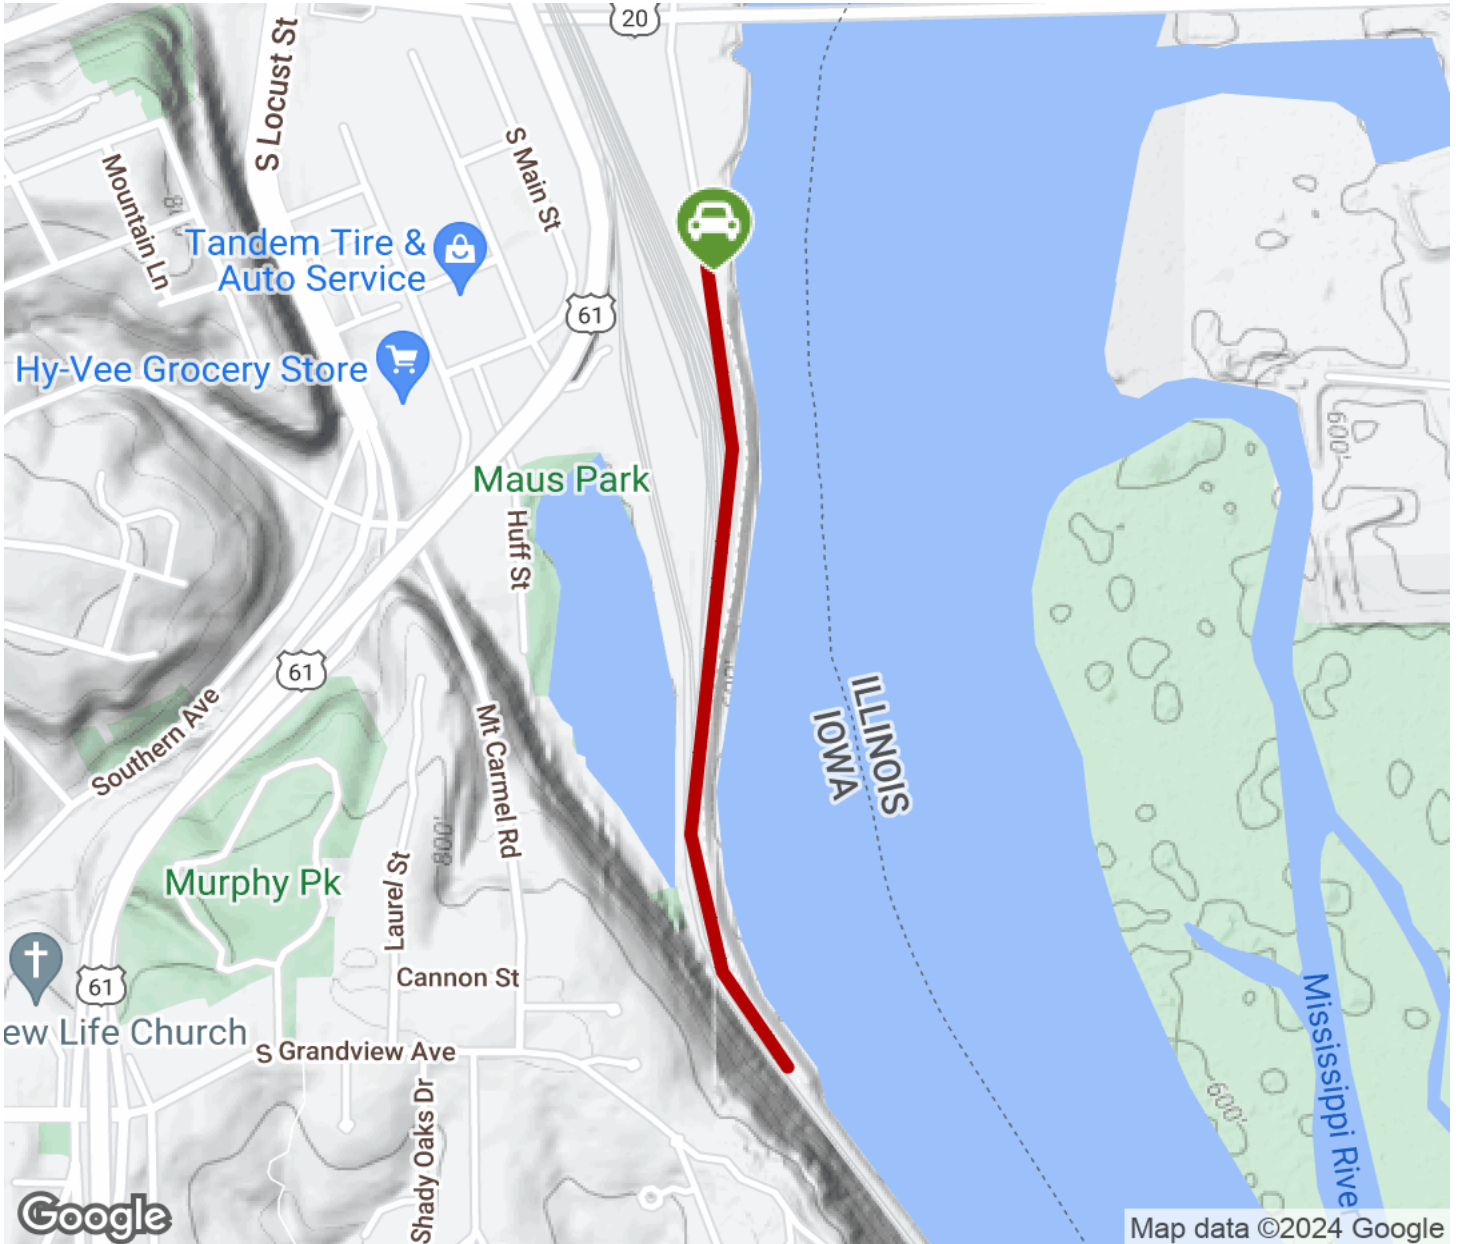 20
S Locust St
S Main St
Mountain Ln
Tandem Tire &
Auto Service
61
Hy-Vee Grocery Store
600'
Maus Park
Huff St
61
Southern Ave
Mt Carmel Rd
ILLINOIS
IOWA
800'
Laurel St
Murphy Pk
Cannon St
61
ew Life Church
S Grandview Ave
Shady Oaks Dr
Mississippi River
600'
Google
Map data ©2024 Google